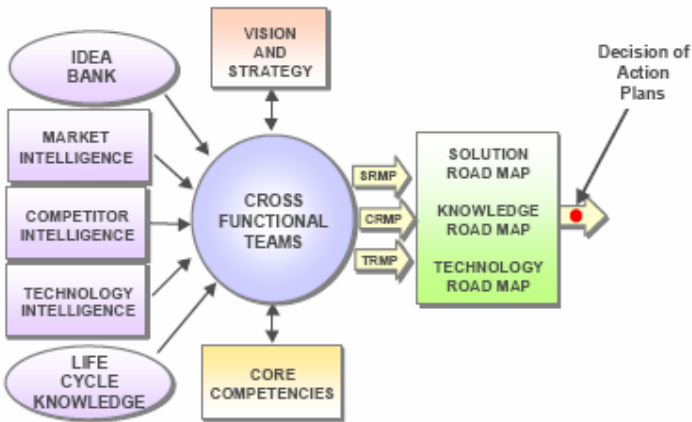 IDEA
BANK
MARKET
INTELLIGENCE
COMPETITOR
INTELLIGENCE
TECHNOLOGY
INTELLIGENCE
LIFE
CYCLE
KNOWLEDGE
VISION
AND
STRATEGY
CROSS
FUNCTIONAL
TEAMS
CORE
COMPETENCIES
SRMP
CRMP
TRMP
SOLUTION
ROAD MAP
KNOWLEDGE
ROAD MAP
TECHNOLOGY
ROAD MAP
Decision of
Action
Plans